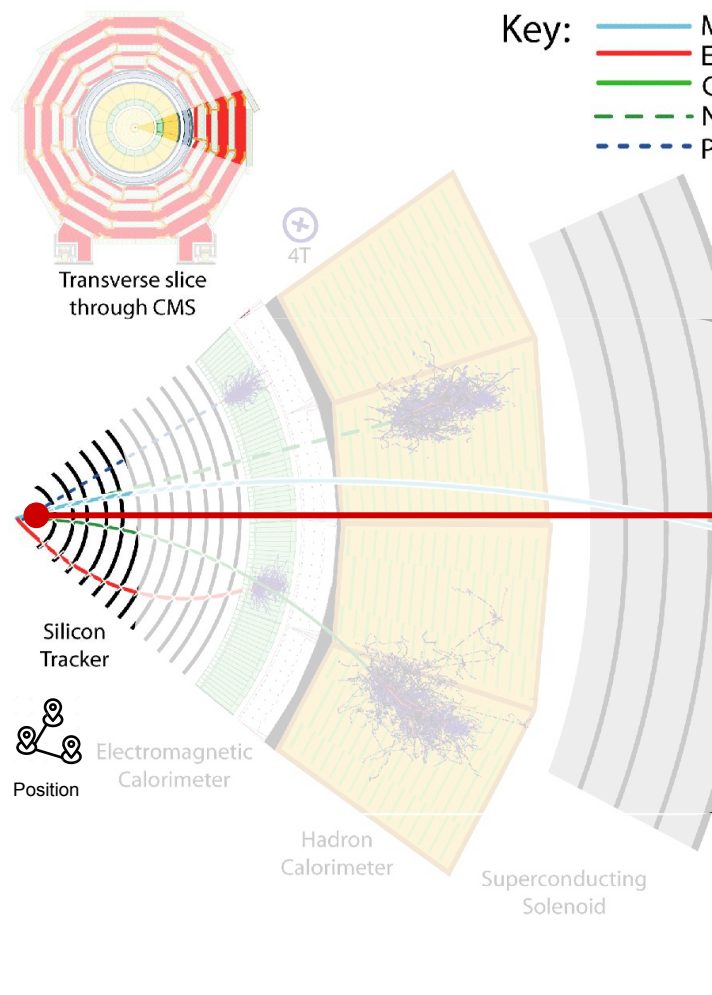 Key:
M
E
C
N
P
4T
Transverse slice
through CMS
Silicon
Tracker
Position
Electromagnetic
Calorimeter
Hadron
Calorimeter
Superconducting
Solenoid